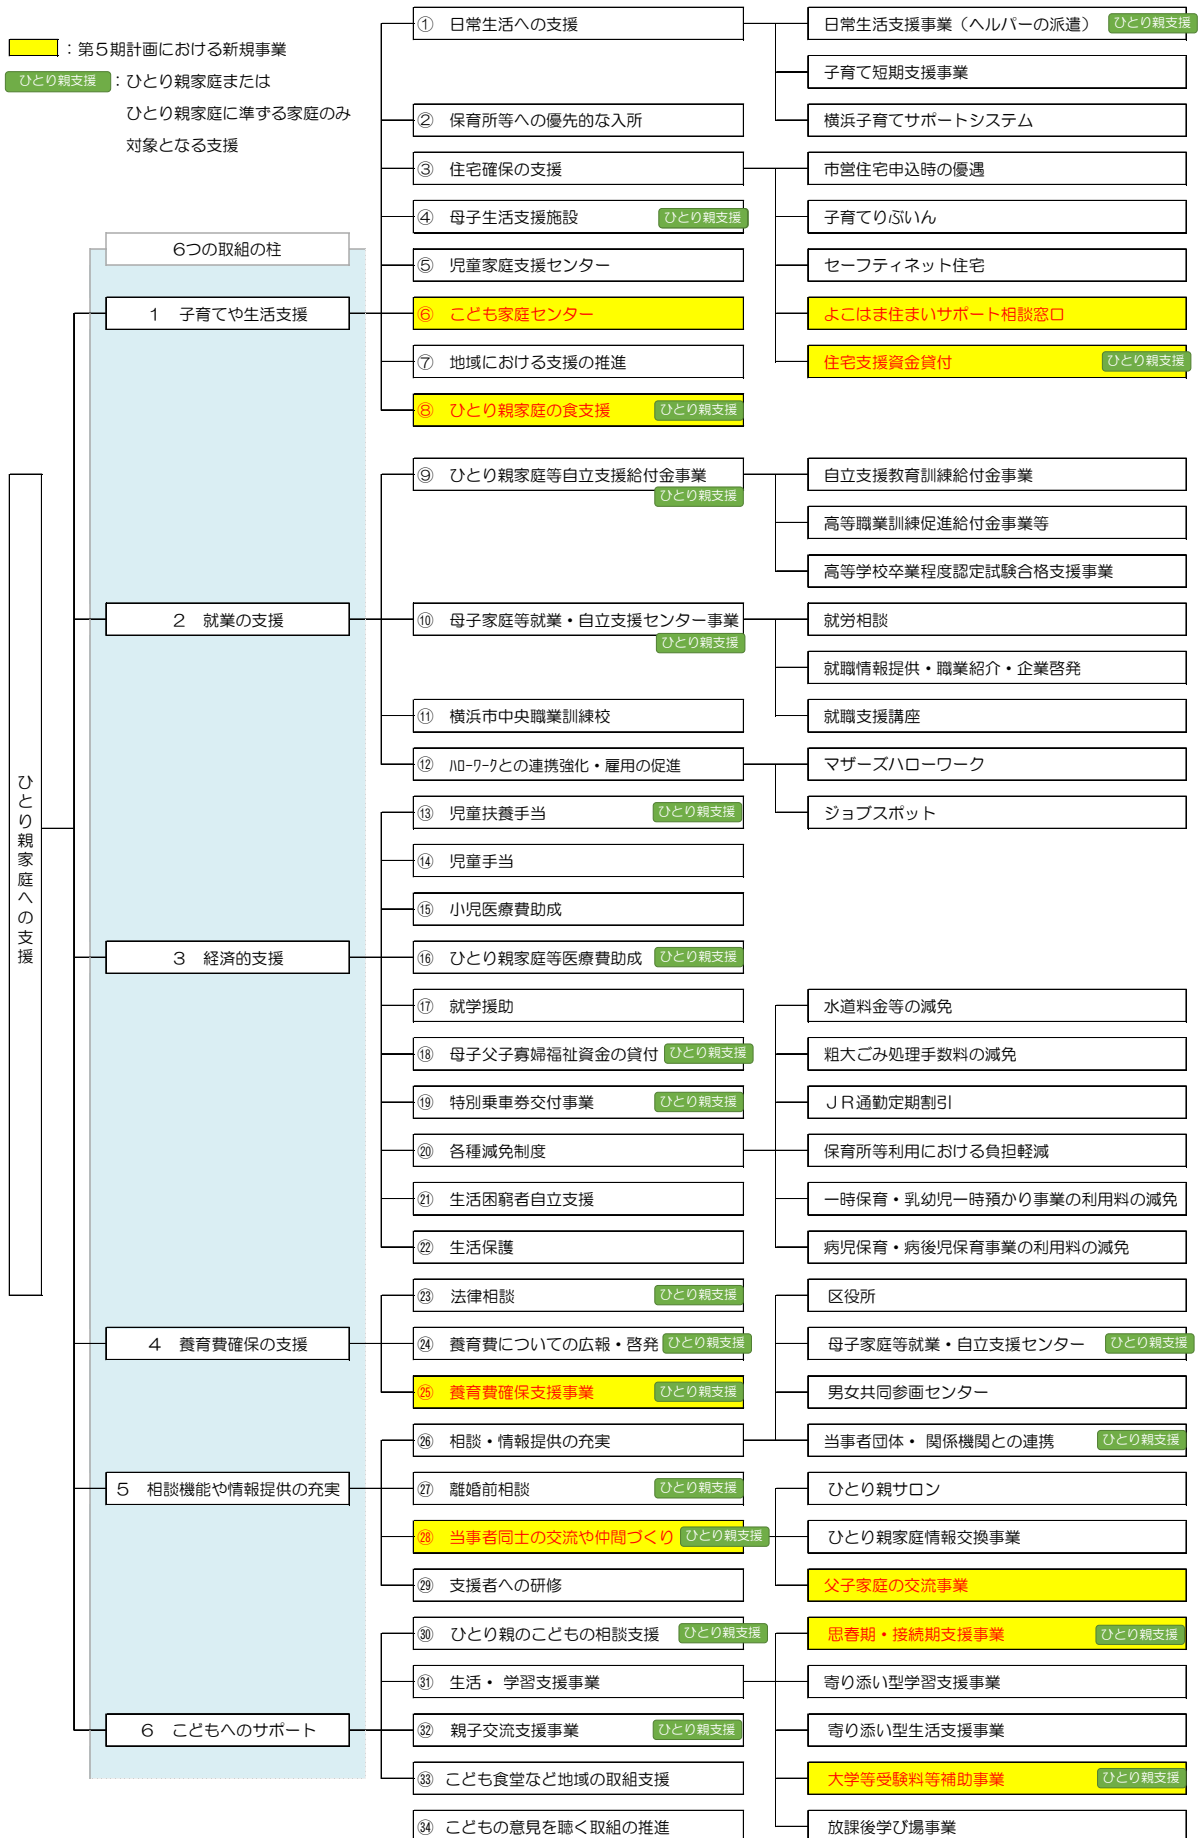 ：第５期計画における新規事業
ひとり親支援 ：ひとり親家庭または
ひとり親家庭に準ずる家庭のみ
対象となる支援
ひとり親家庭への支援
6つの取組の柱
1 子育てや生活支援
① 日常生活への支援
日常生活支援事業（ヘルパーの派遣） ひとり親支援
子育て短期支援事業
横浜子育てサポートシステム
② 保育所等への優先的な入所
③ 住宅確保の支援
市営住宅申込時の優遇
子育てりぶいん
セーフティネット住宅
よこはま住まいサポート相談窓口
住宅支援資金貸付 ひとり親支援
④ 母子生活支援施設 ひとり親支援
⑤ 児童家庭支援センター
⑥ こども家庭センター
⑦ 地域における支援の推進
⑧ ひとり親家庭の食支援 ひとり親支援
2 就業の支援
⑨ ひとり親家庭等自立支援給付金事業
ひとり親支援
自立支援教育訓練給付金事業
高等職業訓練促進給付金事業等
高等学校卒業程度認定試験合格支援事業
⑩ 母子家庭等就業・自立支援センター事業
ひとり親支援
就労相談
就職情報提供・職業紹介・企業啓発
就職支援講座
⑪ 横浜市中央職業訓練校
⑫ ﾊﾛｰﾜｰｸとの連携強化・雇用の促進
マザーズハローワーク
ジョブスポット
3 経済的支援
⑬ 児童扶養手当 ひとり親支援
⑭ 児童手当
⑮ 小児医療費助成
⑯ ひとり親家庭等医療費助成 ひとり親支援
⑰ 就学援助
⑱ 母子父子寡婦福祉資金の貸付 ひとり親支援
⑲ 特別乗車券交付事業 ひとり親支援
⑳ 各種減免制度
水道料金等の減免
粗大ごみ処理手数料の減免
ＪＲ通勤定期割引
保育所等利用における負担軽減
一時保育・乳幼児一時預かり事業の利用料の減免
病児保育・病後児保育事業の利用料の減免
㉑ 生活困窮者自立支援
㉒ 生活保護
4 養育費確保の支援
㉓ 法律相談 ひとり親支援
㉔ 養育費についての広報・啓発 ひとり親支援
㉕ 養育費確保支援事業 ひとり親支援
5 相談機能や情報提供の充実
㉖ 相談・情報提供の充実
区役所
母子家庭等就業・自立支援センター ひとり親支援
男女共同参画センター
当事者団体・ 関係機関との連携 ひとり親支援
㉗ 離婚前相談 ひとり親支援
㉘ 当事者同士の交流や仲間づくり ひとり親支援
ひとり親サロン
ひとり親家庭情報交換事業
父子家庭の交流事業
㉙ 支援者への研修
6 こどもへのサポート
㉚ ひとり親のこどもの相談支援 ひとり親支援
㉛ 生活・ 学習支援事業
思春期・接続期支援事業 ひとり親支援
寄り添い型学習支援事業
寄り添い型生活支援事業
大学等受験料等補助事業 ひとり親支援
放課後学び場事業
㉜ 親子交流支援事業 ひとり親支援
㉝ こども食堂など地域の取組支援
㉞ こどもの意見を聴く取組の推進